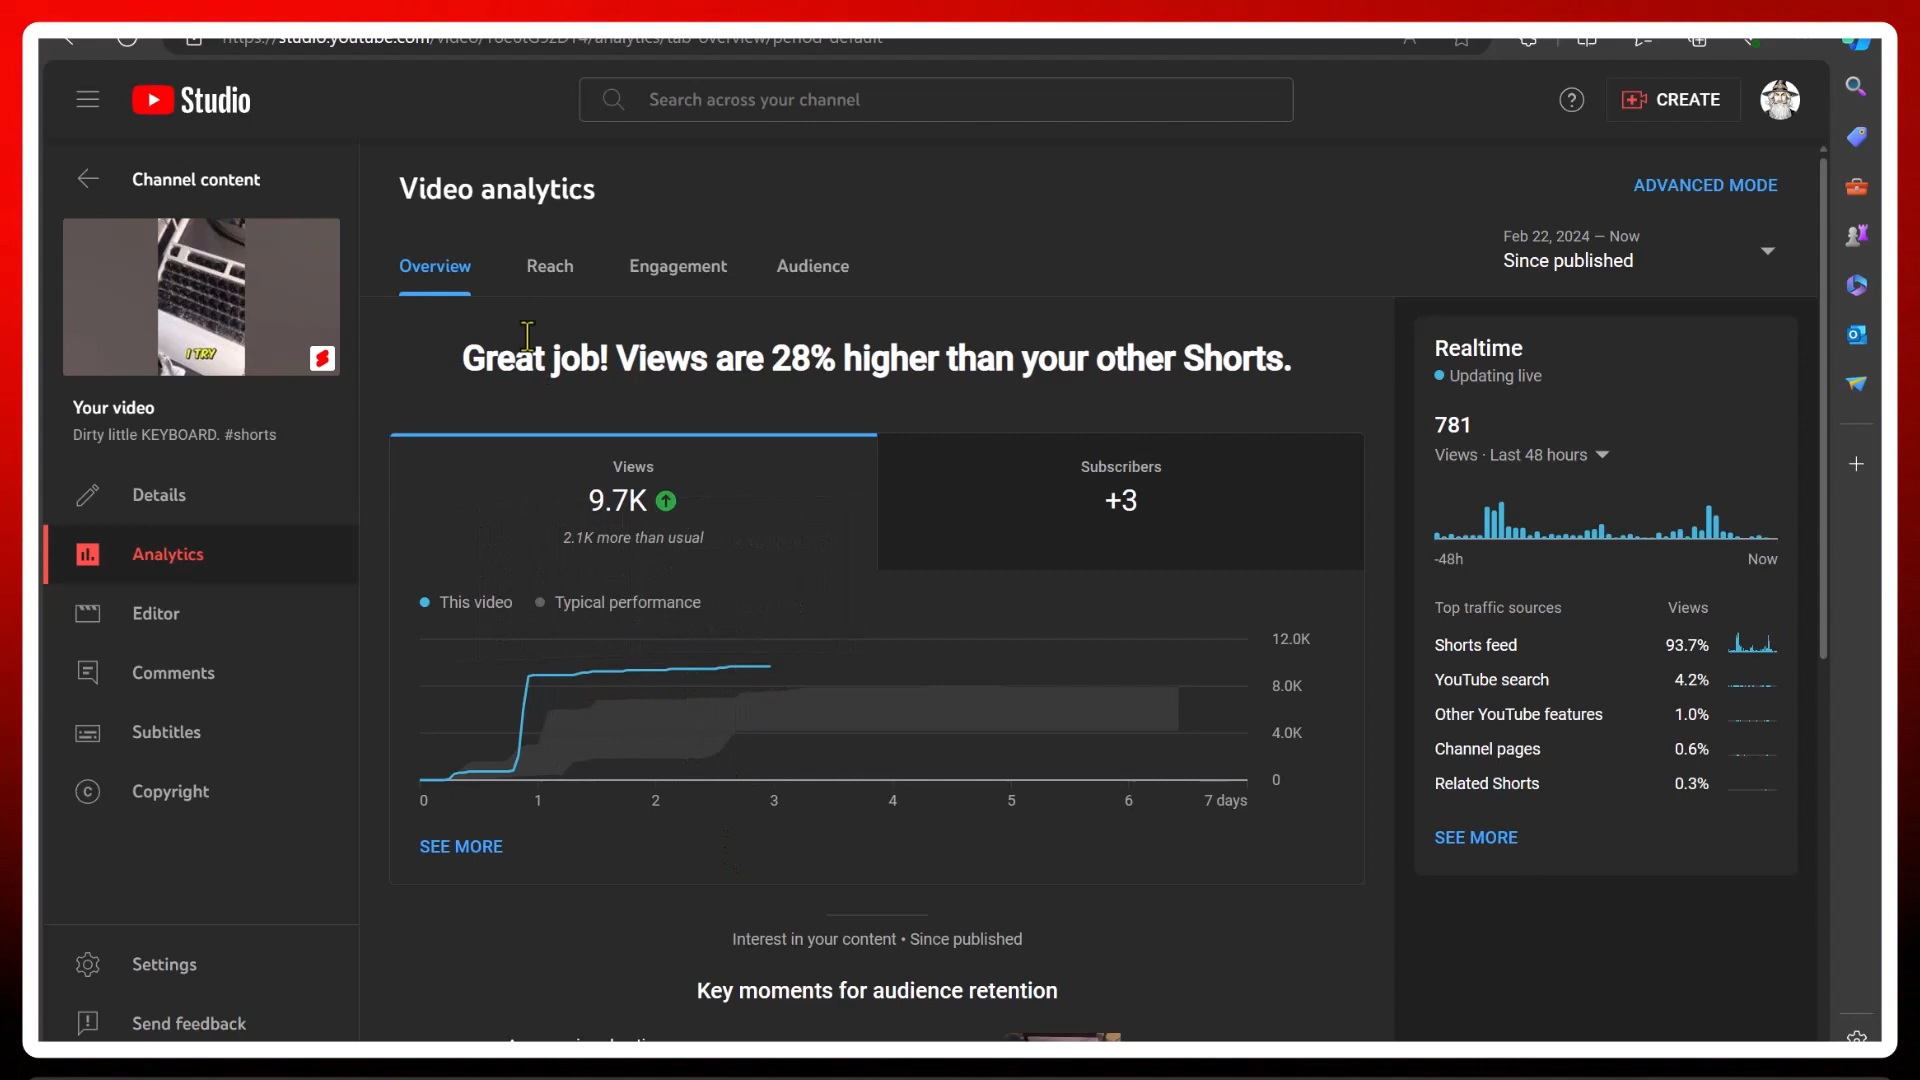 Studio
Search across your channel
?
CREATE
Channel content
I TRY
Your video
Dirty little KEYBOARD. #shorts
Details
Analytics
Editor
Comments
Subtitles
Copyright
Settings
Send feedback
Video analytics
ADVANCED MODE
Feb 22, 2024 – Now
Since published
Overview
Reach
Engagement
Audience
Great job! Views are 28% higher than your other Shorts.
Views
9.7K
2.1K more than usual
Subscribers
+3
This video
Typical performance
12.0K
8.0K
4.0K
0
0 1 2 3 4 5 6 7 days
SEE MORE
Interest in your content • Since published
Key moments for audience retention
Realtime
Updating live
781
Views · Last 48 hours
-48h Now
Top traffic sources Views
Shorts feed 93.7%
YouTube search 4.2%
Other YouTube features 1.0%
Channel pages 0.6%
Related Shorts 0.3%
SEE MORE